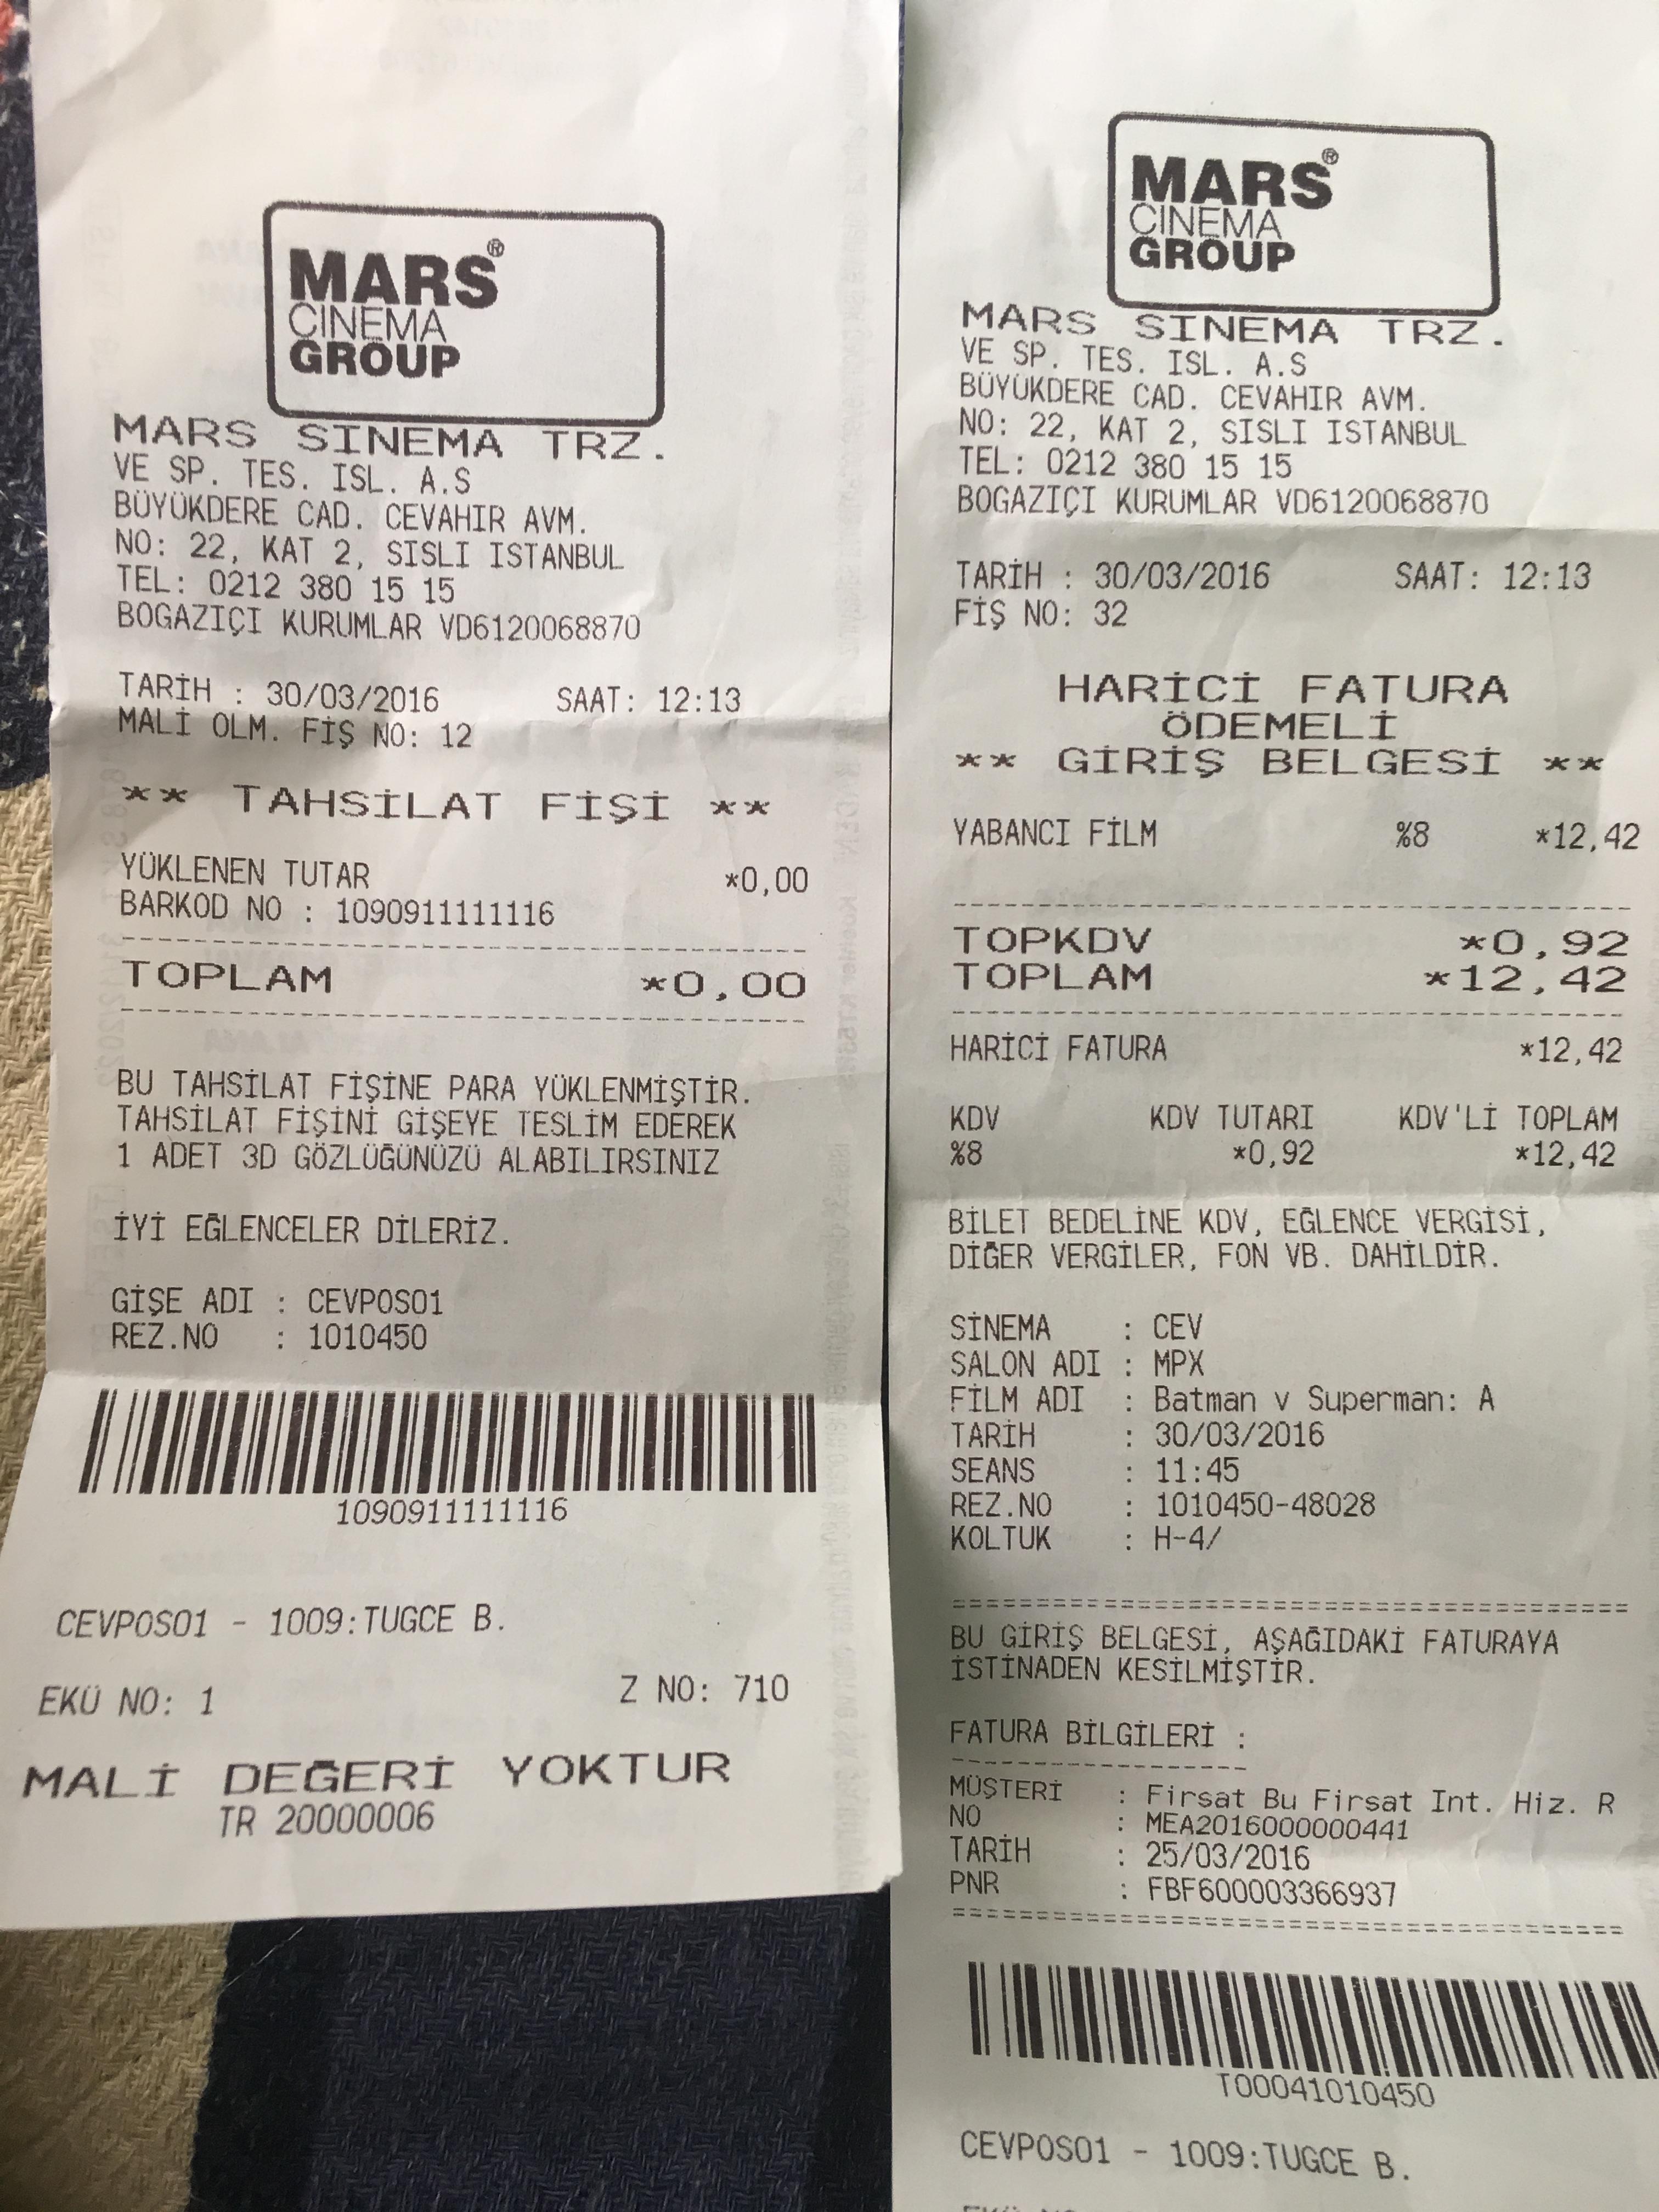 MARS®
CINEMA
GROUP
MARS SINEMA TRZ.
VE SP. TES. ISL. A.S
BÜYÜKDERE CAD. CEVAHIR AVM.
NO: 22, KAT 2, SISLI ISTANBUL
TEL: 0212 380 15 15
BOGAZIÇI KURUMLAR VD6120068870
TARİH : 30/03/2016 SAAT: 12:13
MALİ OLM. FİŞ NO: 12
** TAHSİLAT FİŞİ **
YÜKLENEN TUTAR *0,00
BARKOD NO : 1090911111116
TOPLAM *0,00
BU TAHSİLAT FİŞİNE PARA YÜKLENMİŞTİR.
TAHSİLAT FİŞİNİ GİŞEYE TESLİM EDEREK
1 ADET 3D GÖZLÜĞÜNÜZÜ ALABILIRSINIZ
İYİ EĞLENCELER DİLERİZ.
GİŞE ADI : CEVPOS01
REZ.NO : 1010450
1090911111116
CEVPOS01 - 1009:TUGCE B.
EKÜ NO: 1 Z NO: 710
MALİ DEĞERİ YOKTUR
TR 20000006
MARS®
CINEMA
GROUP
MARS SINEMA TRZ.
VE SP. TES. ISL. A.S
BÜYÜKDERE CAD. CEVAHIR AVM.
NO: 22, KAT 2, SISLI ISTANBUL
TEL: 0212 380 15 15
BOGAZIÇI KURUMLAR VD6120068870
TARİH : 30/03/2016 SAAT: 12:13
FİŞ NO: 32
HARİCİ FATURA
ÖDEMELİ
** GİRİŞ BELGESİ **
YABANCI FİLM %8 *12,42
TOPKDV *0,92
TOPLAM *12,42
HARİCİ FATURA *12,42
KDV KDV TUTARI KDV'Lİ TOPLAM
%8 *0,92 *12,42
BİLET BEDELİNE KDV, EĞLENCE VERGİSİ,
DİĞER VERGİLER, FON VB. DAHİLDİR.
SİNEMA : CEV
SALON ADI : MPX
FİLM ADI : Batman v Superman: A
TARİH : 30/03/2016
SEANS : 11:45
REZ.NO : 1010450-48028
KOLTUK : H-4/
BU GİRİŞ BELGESİ, AŞAĞIDAKİ FATURAYA
İSTİNADEN KESİLMİŞTİR.
FATURA BİLGİLERİ :
MÜŞTERİ : Firsat Bu Firsat Int. Hiz. R
NO : MEA2016000000441
TARİH : 25/03/2016
PNR : FBF600003366937
T00041010450
CEVPOS01 - 1009:TUGCE B.